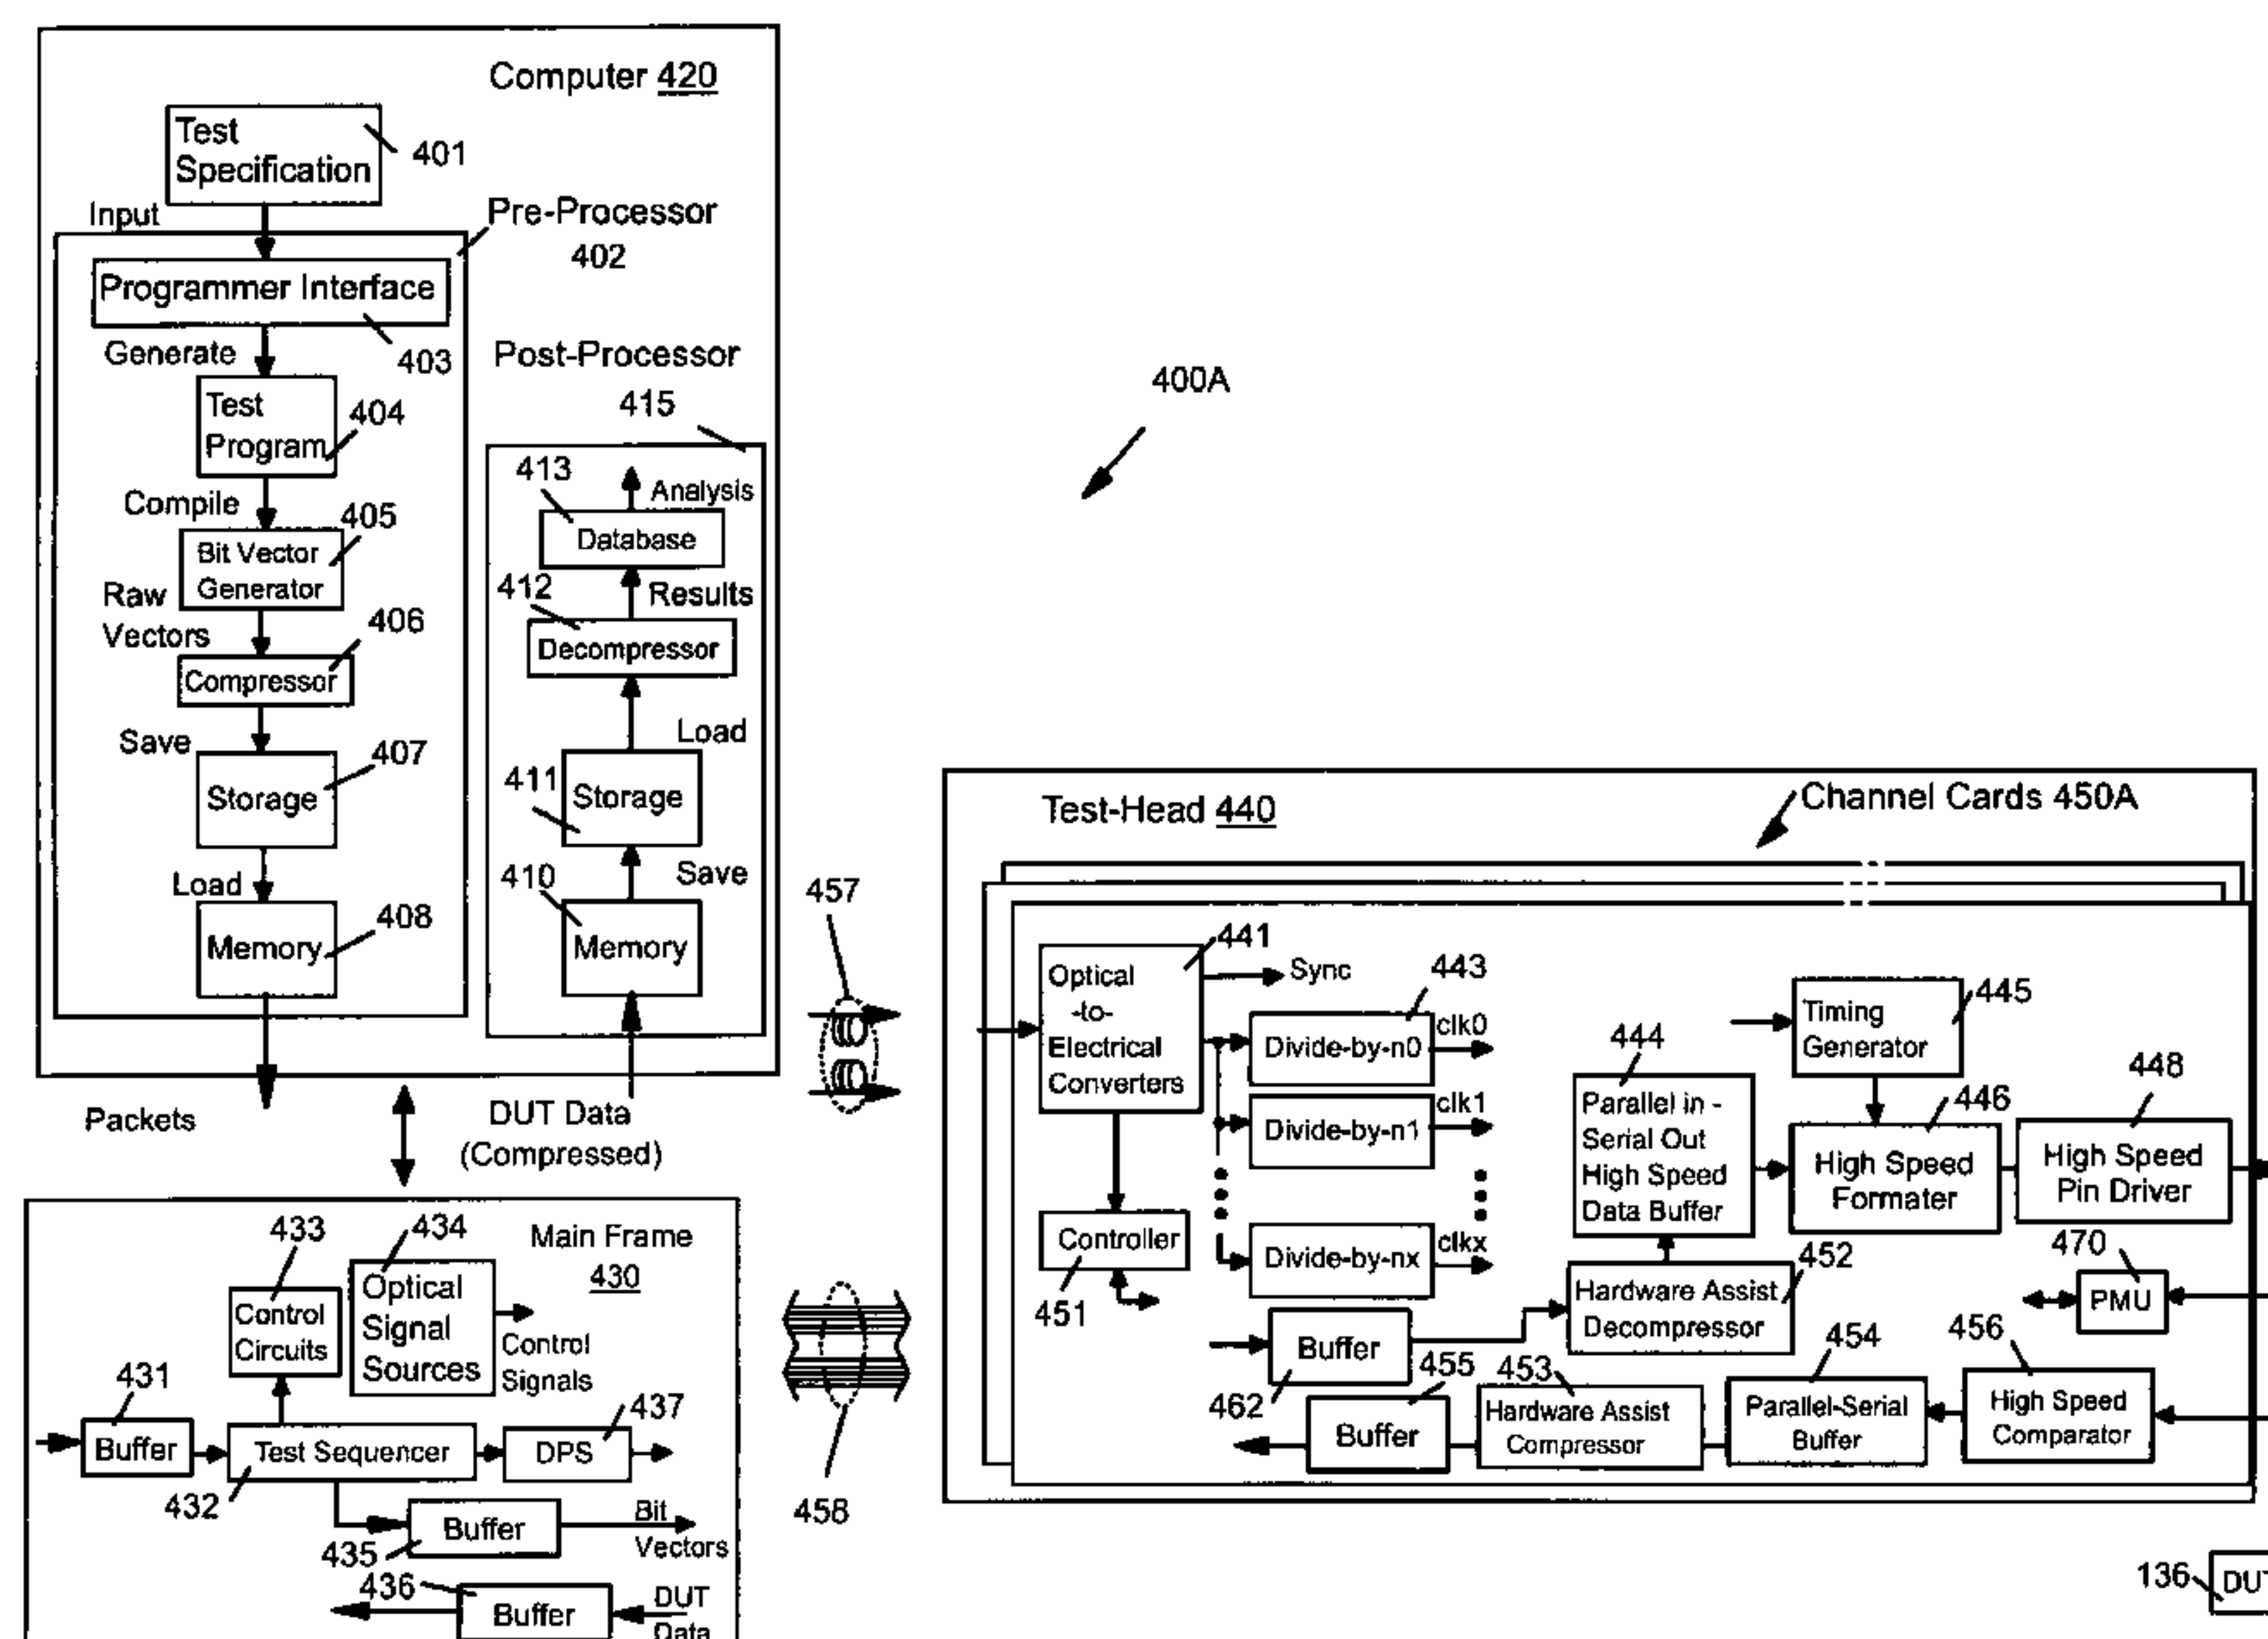 Computer 420
Test
Specification
401
Input
Pre-Processor
402
Programmer Interface
403
Generate
Test
Program
404
Compile
Bit Vector
Generator
405
Raw
Vectors
406
Compressor
Save
Storage
407
Load
Memory
408
Packets
Post-Processor
415
413
Analysis
Database
412
Results
Decompressor
Load
411
Storage
Save
410
Memory
DUT Data
(Compressed)
400A
457
458
Main Frame
430
433
Control
Circuits
434
Optical
Signal
Sources
Control
Signals
431
Buffer
Test Sequencer
432
437
DPS
Buffer
435
Bit
Vectors
436
Buffer
DUT
Data
Test-Head 440
Channel Cards 450A
441
Optical
-to-
Electrical
Converters
Sync
443
Divide-by-n0
clk0
Divide-by-n1
clk1
Divide-by-nx
clkx
Controller
451
444
Parallel in -
Serial Out
High Speed
Data Buffer
Timing
Generator
445
446
High Speed
Formater
448
High Speed
Pin Driver
470
PMU
452
Hardware Assist
Decompressor
Buffer
462
455
Buffer
453
Hardware Assist
Compressor
454
Parallel-Serial
Buffer
456
High Speed
Comparator
136
DUT